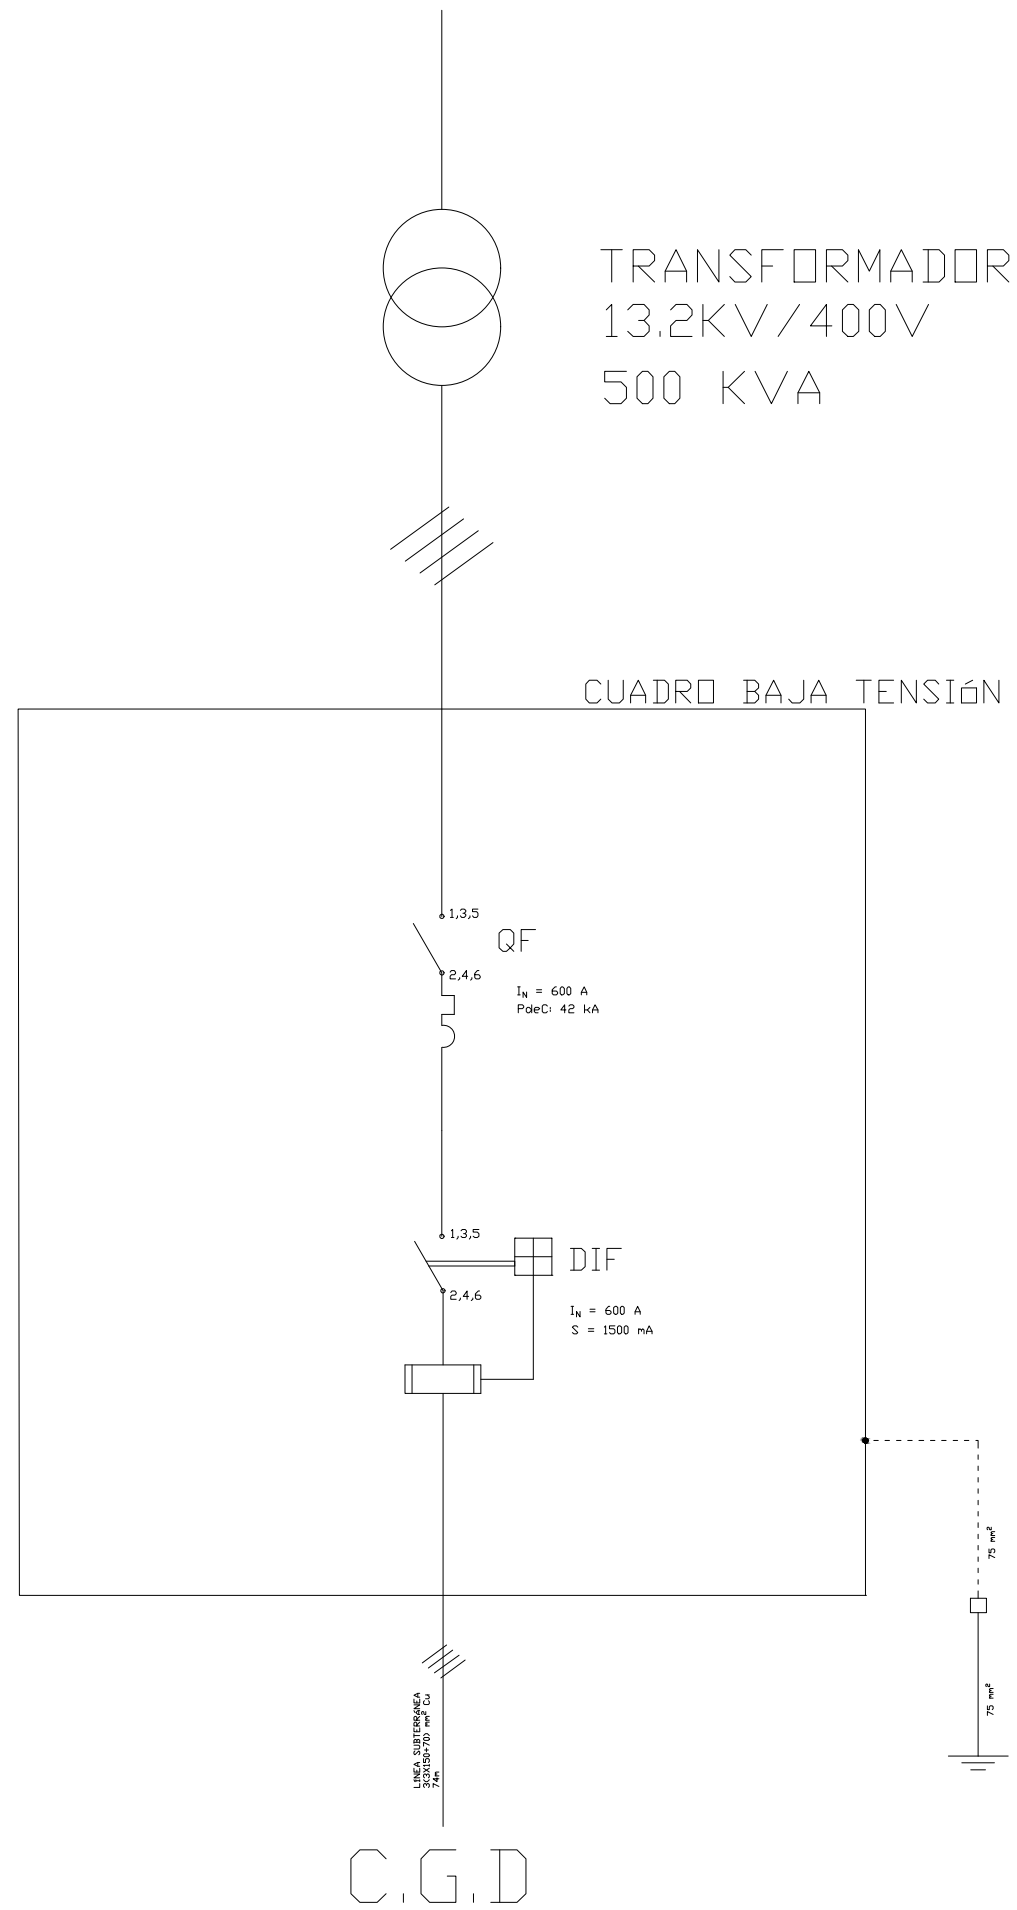 TRANSFORMADOR
13.2KV/400V
500 KVA
CUADRO BAJA TENSIóN
1,3,5
QF
2,4,6
IN = 600 A
PdeC: 42 kA
1,3,5
DIF
2,4,6
IN = 600 A
S = 1500 mA
75 mm²
75 mm²
LINEA SUBTERRáNEA
3(3X150+70) mm² Cu
74m
C.G.D